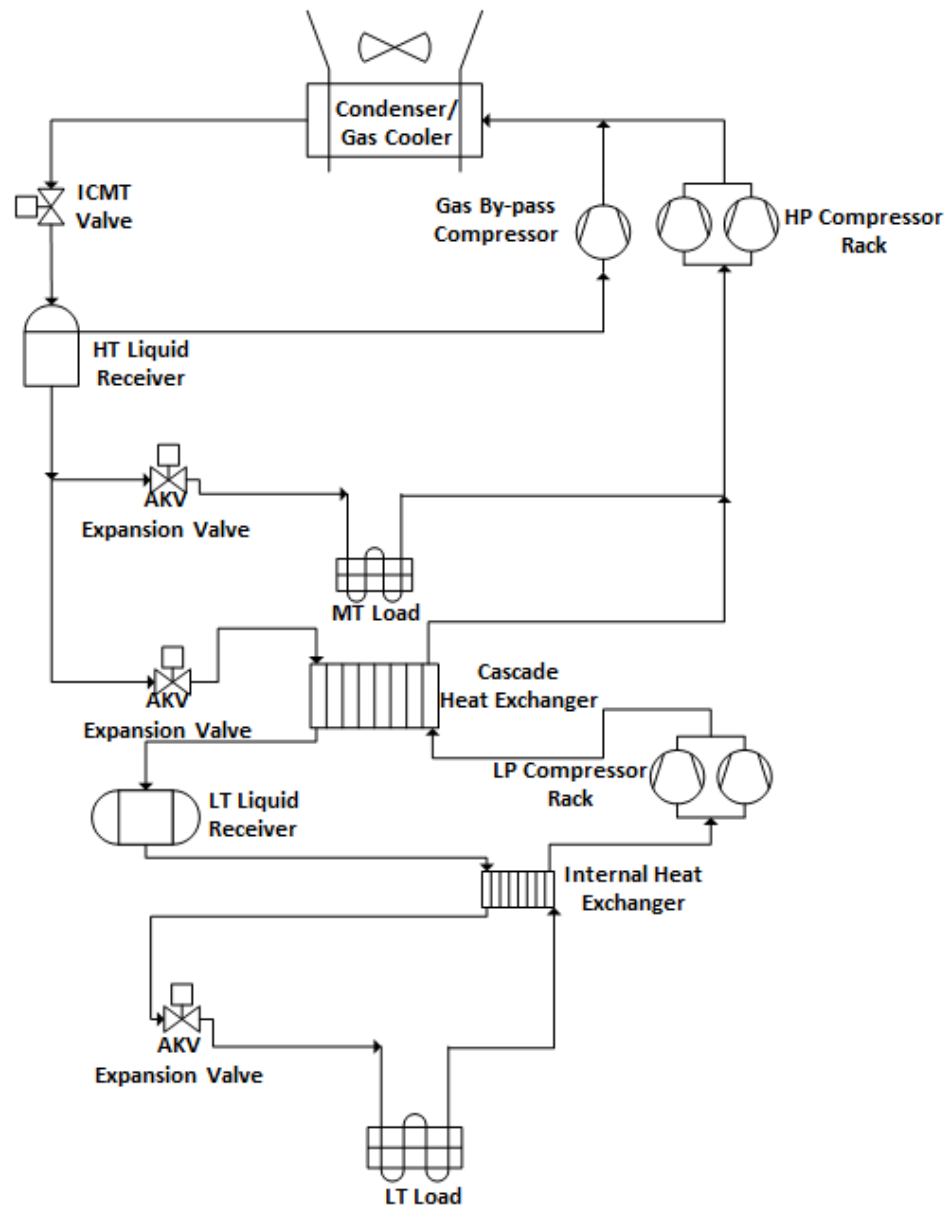 Condenser/
Gas Cooler
ICMT
Valve
Gas By-pass
Compressor
HP Compressor
Rack
HT Liquid
Receiver
AKV
Expansion Valve
MT Load
Cascade
Heat Exchanger
AKV
Expansion Valve
LP Compressor
Rack
LT Liquid
Receiver
Internal Heat
Exchanger
AKV
Expansion Valve
LT Load